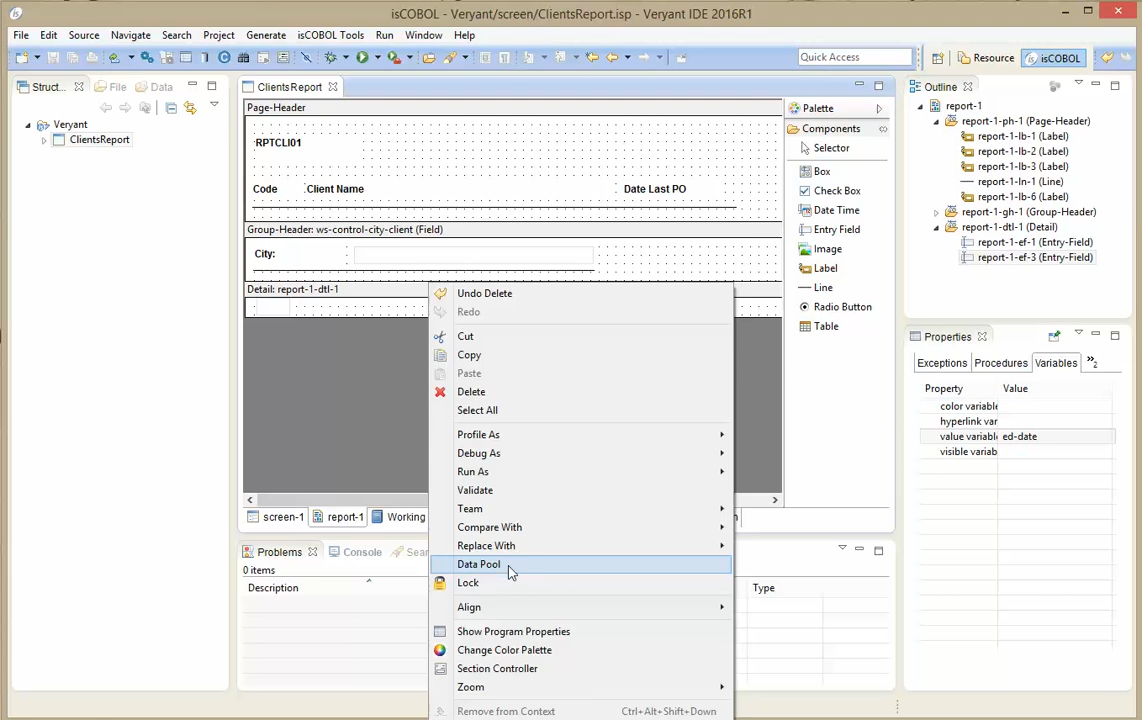 isCOBOL - Veryant/screen/ClientsReport.isp - Veryant IDE 2016R1
File Edit Source Navigate Search Project Generate isCOBOL Tools Run Window Help
Quick Access
Resource
isCOBOL
Struct...
File
Data
Veryant
ClientsReport
ClientsReport
Page-Header
RPTCLI01
Code
Client Name
Date Last PO
Group-Header: ws-control-city-client (Field)
City:
Detail: report-1-dtl-1
screen-1
report-1
Working
Palette
Components
Selector
Box
Check Box
Date Time
Entry Field
Image
Label
Line
Radio Button
Table
Undo Delete
Redo
Cut
Copy
Paste
Delete
Select All
Profile As
Debug As
Run As
Validate
Team
Compare With
Replace With
Data Pool
Lock
Align
Show Program Properties
Change Color Palette
Section Controller
Zoom
Remove from Context Ctrl+Alt+Shift+Down
Problems
Console
Sear
0 items
Description
Type
Outline
report-1
report-1-ph-1 (Page-Header)
report-1-lb-1 (Label)
report-1-lb-2 (Label)
report-1-lb-3 (Label)
report-1-ln-1 (Line)
report-1-lb-6 (Label)
report-1-gh-1 (Group-Header)
report-1-dtl-1 (Detail)
report-1-ef-1 (Entry-Field)
report-1-ef-3 (Entry-Field)
Properties
Exceptions
Procedures
Variables
»2
Property Value
color variable
hyperlink var
value variabl ed-date
visible variab